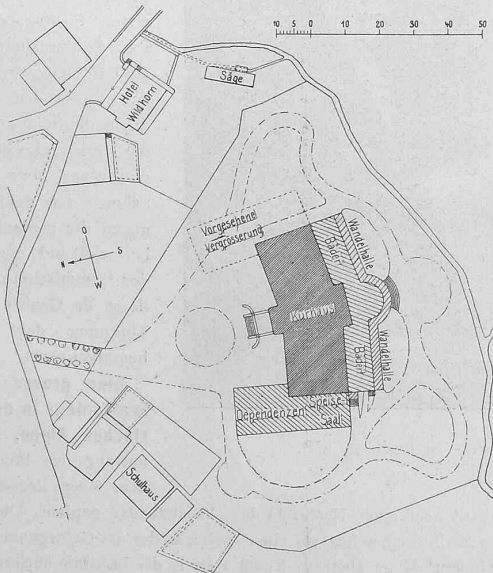 10 5 0 10 20 30 40 50
Säge
Hotel
Wildhorn
Vorgesehene
Vergrösserung
O
N S
W
Bäder
Wandelhalle
Kurhaus
Bäder
Wandelhalle
Dependenzen
Speise-
Saal
Schulhaus